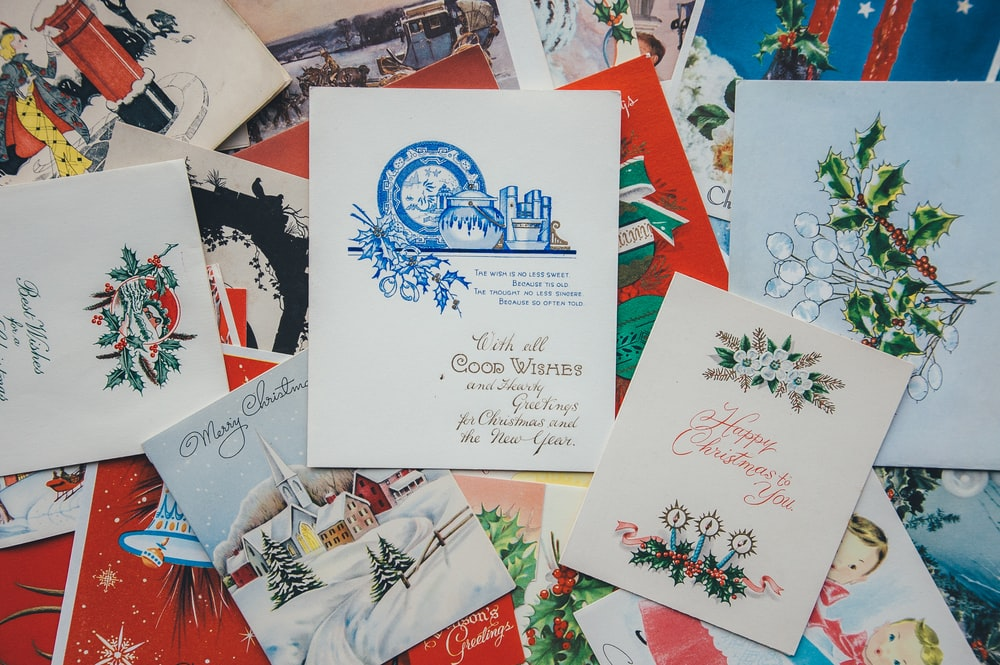 The wish is no less sweet,
Because 'tis old.
The thought no less sincere
Because so often told.
With all
Good Wishes
and Hearty
Greetings
for Christmas and
the New Year.
Best Wishes
for a
Merry Christmas
Happy
Christmas to
You.
Greetings